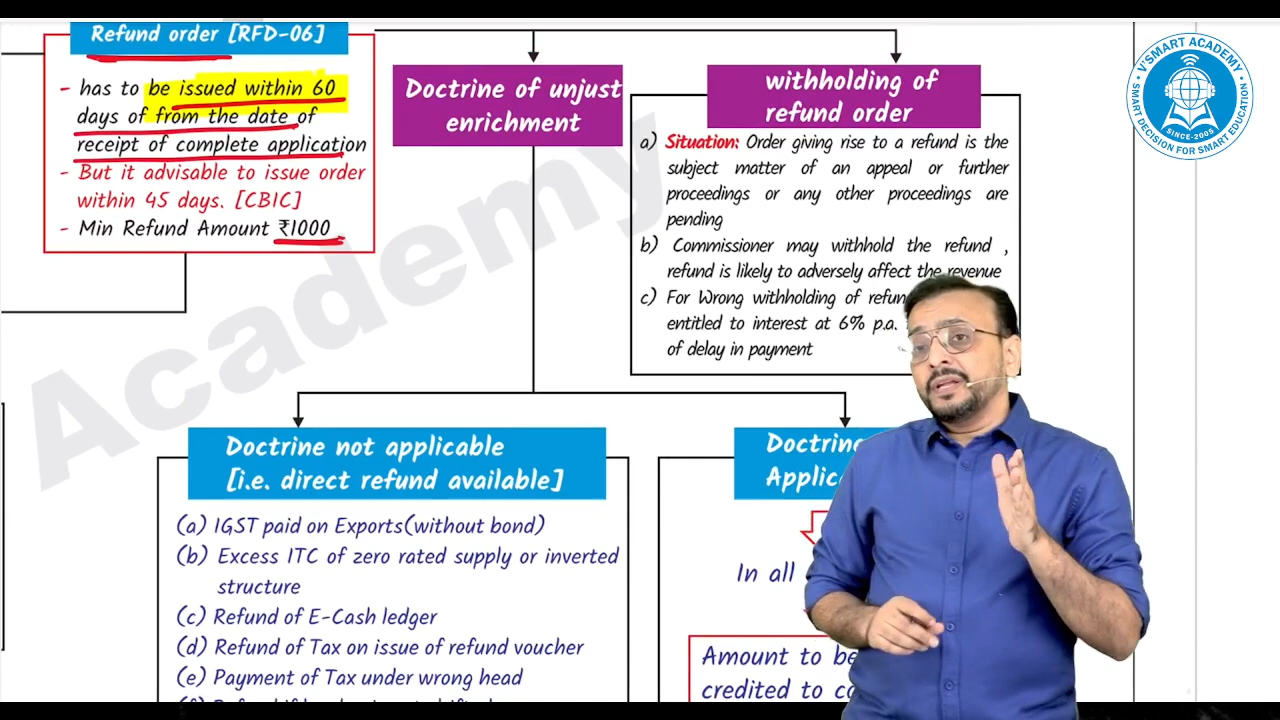 Refund order [RFD-06]
- has to be issued within 60
days of from the date of
receipt of complete application
- But it advisable to issue order
within 45 days. [CBIC]
- Min Refund Amount ₹1000
Doctrine of unjust
enrichment
withholding of
refund order
a) Situation: Order giving rise to a refund is the
subject matter of an appeal or further
proceedings or any other proceedings are
pending
b) Commissioner may withhold the refund ,
refund is likely to adversely affect the revenue
c) For Wrong withholding of
entitled to interest at 6% p.a.
of delay in payment
Doctrine not applicable
[i.e. direct refund available]
(a) IGST paid on Exports(without bond)
(b) Excess ITC of zero rated supply or inverted
structure
(c) Refund of E-Cash ledger
(d) Refund of Tax on issue of refund voucher
(e) Payment of Tax under wrong head
In all
Amount to be
credited to
Academy
V'SMART ACADEMY
SINCE-2005
SMART DECISION FOR SMART EDUCATION